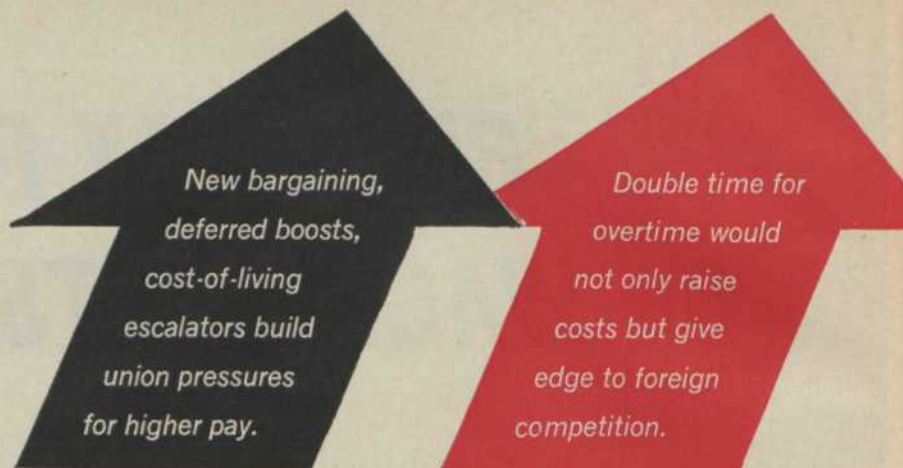 New bargaining,
deferred boosts,
cost-of-living
escalators build
union pressures
for higher pay.
Double time for
overtime would
not only raise
costs but give
edge to foreign
competition.